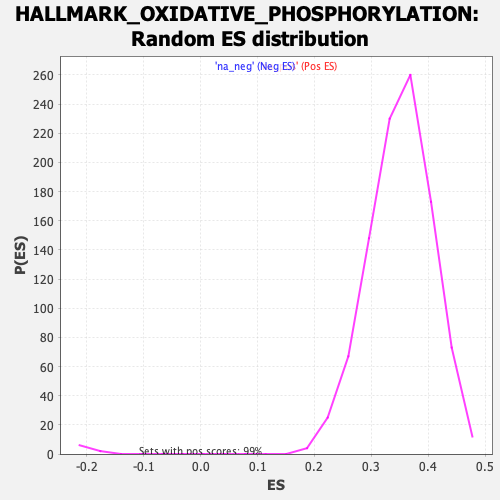 HALLMARK_OXIDATIVE_PHOSPHORYLATION:
Random ES distribution
'na_neg' (Neg ES)' (Pos ES)
260
240
220
200
180
160
140
120
100
80
60
40
20
0
P(ES)
Sets with pos scores: 99%
-0.2 -0.1 0.0 0.1 0.2 0.3 0.4 0.5
ES